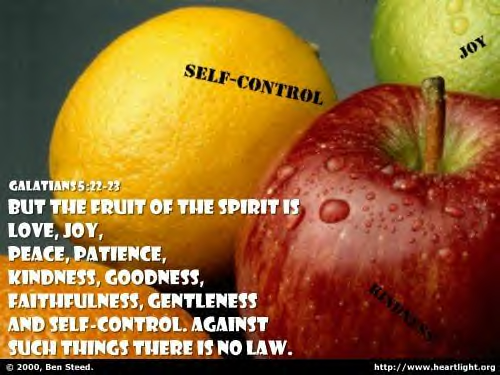 JOY
SELF-CONTROL
GALATIANS 5:22-23
BUT THE FRUIT OF THE SPIRIT IS
LOVE, JOY,
PEACE, PATIENCE,
KINDNESS, GOODNESS,
FAITHFULNESS, GENTLENESS
AND SELF-CONTROL. AGAINST
SUCH THINGS THERE IS NO LAW.
KINDNESS
© 2000, Ben Steed.
http://www.heartlight.org